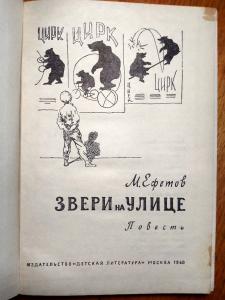 ЦИРК
ЦИРК
ЦИРК
ЦИРК
М. Ефетов
ЗВЕРИ НА УЛИЦЕ
Повесть
ИЗДАТЕЛЬСТВО «ДЕТСКАЯ ЛИТЕРАТУРА» МОСКВА 1968